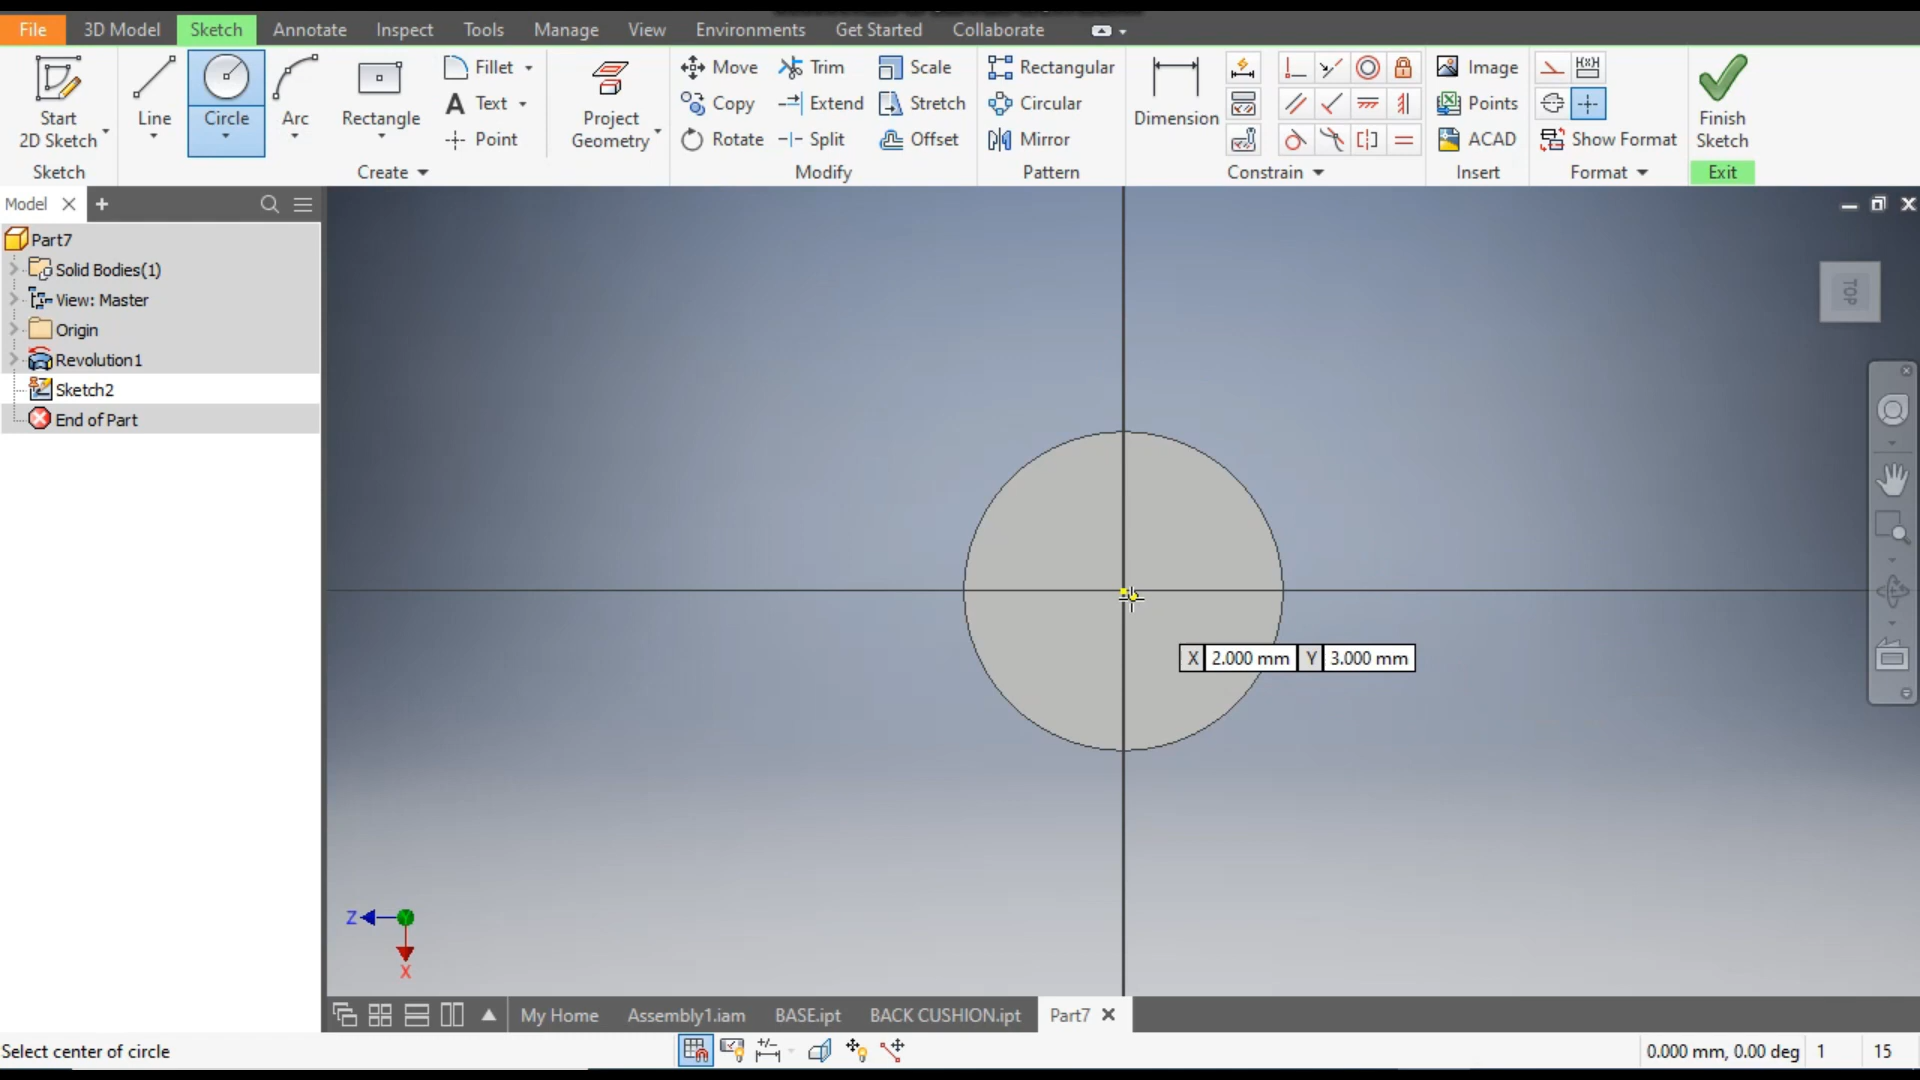 File 3D Model Sketch Annotate Inspect Tools Manage View Environments Get Started Collaborate
Start 2D Sketch
Line
Circle
Arc
Rectangle
Fillet
Text
Point
Project Geometry
Move Trim Scale
Copy Extend Stretch
Rotate Split Offset
Rectangular
Circular
Mirror
Dimension
Image
Points
ACAD
Show Format
Finish Sketch
Sketch Create Modify Pattern Constrain Insert Format Exit
Model
Part7
Solid Bodies(1)
View: Master
Origin
Revolution1
Sketch2
End of Part
TOP
X 2.000 mm Y 3.000 mm
Z
X
My Home Assembly1.iam BASE.ipt BACK CUSHION.ipt Part7
Select center of circle 0.000 mm, 0.00 deg 1 15